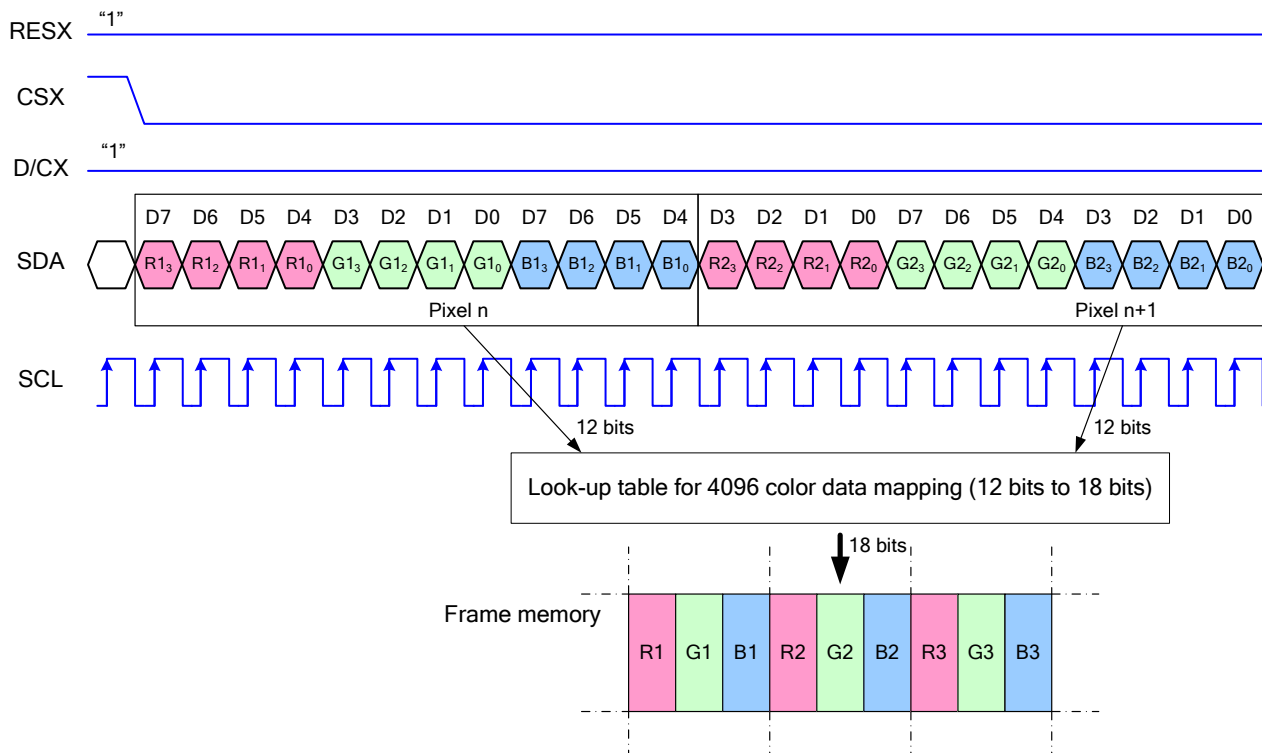 RESX “1”
CSX
D/CX “1”
D7 D6 D5 D4 D3 D2 D1 D0 D7 D6 D5 D4 D3 D2 D1 D0 D7 D6 D5 D4 D3 D2 D1 D0
SDA R1₃ R1₂ R1₁ R1₀ G1₃ G1₂ G1₁ G1₀ B1₃ B1₂ B1₁ B1₀ R2₃ R2₂ R2₁ R2₀ G2₃ G2₂ G2₁ G2₀ B2₃ B2₂ B2₁ B2₀
Pixel n Pixel n+1
SCL
12 bits 12 bits
Look-up table for 4096 color data mapping (12 bits to 18 bits)
18 bits
Frame memory
R1 G1 B1 R2 G2 B2 R3 G3 B3